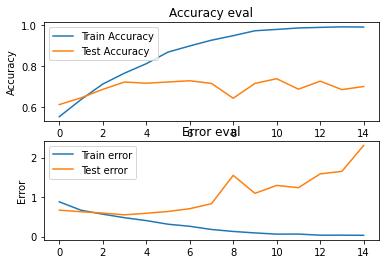 Accuracy eval
1.0
0.8
0.6
Accuracy
Train Accuracy
Test Accuracy
0 2 4 6 8 10 12 14
Error eval
2
1
0
Error
Train error
Test error
0 2 4 6 8 10 12 14